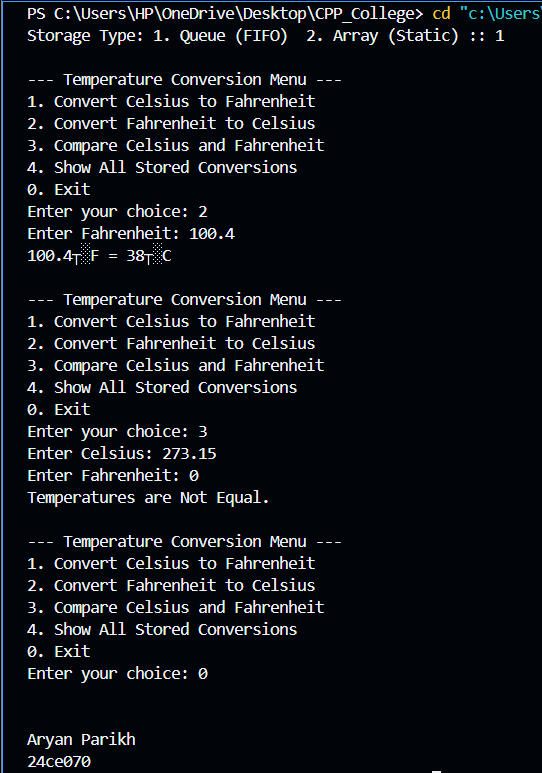 PS C:\Users\HP\OneDrive\Desktop\CPP_College> cd "c:\Users
Storage Type: 1. Queue (FIFO)  2. Array (Static) :: 1

--- Temperature Conversion Menu ---
1. Convert Celsius to Fahrenheit
2. Convert Fahrenheit to Celsius
3. Compare Celsius and Fahrenheit
4. Show All Stored Conversions
0. Exit
Enter your choice: 2
Enter Fahrenheit: 100.4
100.4┬░F = 38┬░C

--- Temperature Conversion Menu ---
1. Convert Celsius to Fahrenheit
2. Convert Fahrenheit to Celsius
3. Compare Celsius and Fahrenheit
4. Show All Stored Conversions
0. Exit
Enter your choice: 3
Enter Celsius: 273.15
Enter Fahrenheit: 0
Temperatures are Not Equal.

--- Temperature Conversion Menu ---
1. Convert Celsius to Fahrenheit
2. Convert Fahrenheit to Celsius
3. Compare Celsius and Fahrenheit
4. Show All Stored Conversions
0. Exit
Enter your choice: 0

Aryan Parikh
24ce070